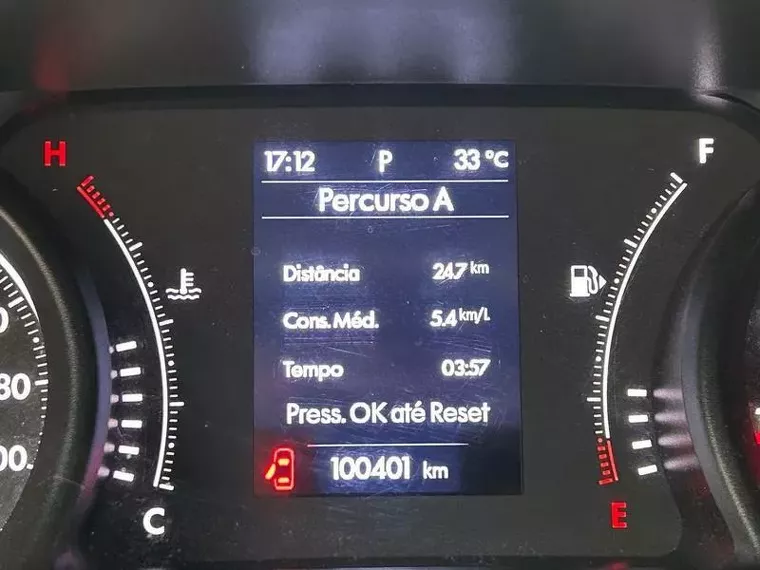 H
F
17:12 P 33 °C
Percurso A
Distância 24.7 km
Cons. Méd. 5.4 km/L
Tempo 03:57
Press. OK até Reset
100401 km
80
C
E